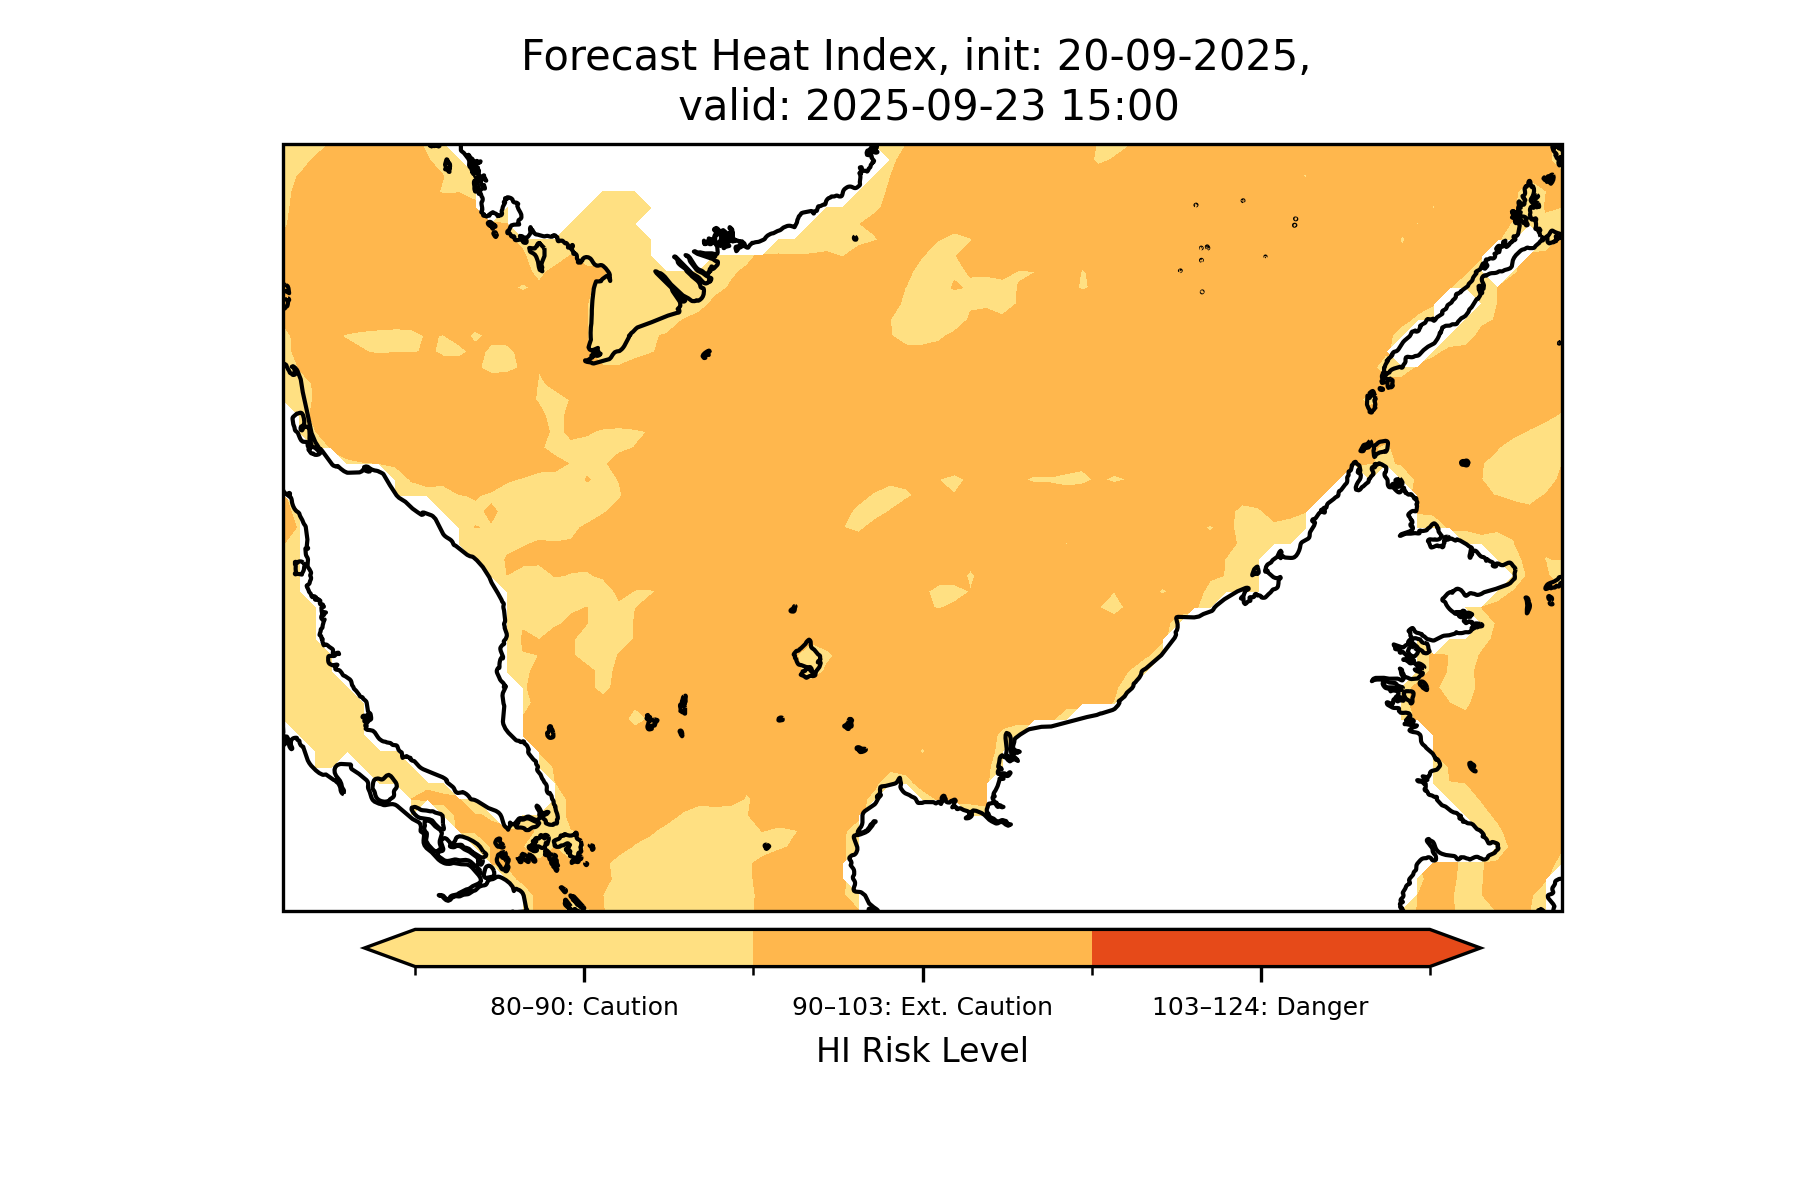 Forecast Heat Index, init: 20-09-2025,
valid: 2025-09-23 15:00
80–90: Caution
90–103: Ext. Caution
103–124: Danger
HI Risk Level